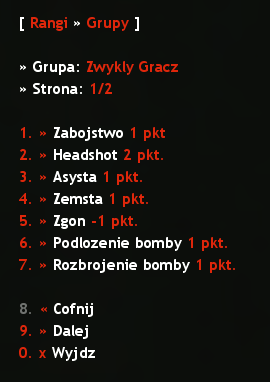 [ Rangi » Grupy ]
» Grupa: Zwykly Gracz
» Strona: 1/2
1. » Zabojstwo 1 pkt
2. » Headshot 2 pkt.
3. » Asysta 1 pkt.
4. » Zemsta 1 pkt.
5. » Zgon -1 pkt.
6. » Podlozenie bomby 1 pkt.
7. » Rozbrojenie bomby 1 pkt.
8. « Cofnij
9. » Dalej
0. x Wyjdz